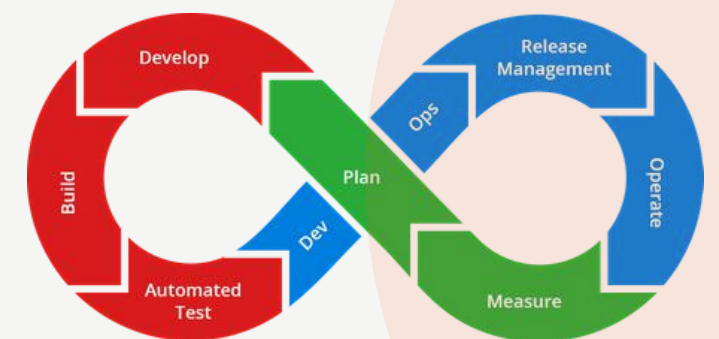 Develop
Release
Management
Ops
Plan
Build
Operate
Dev
Automated
Test
Measure